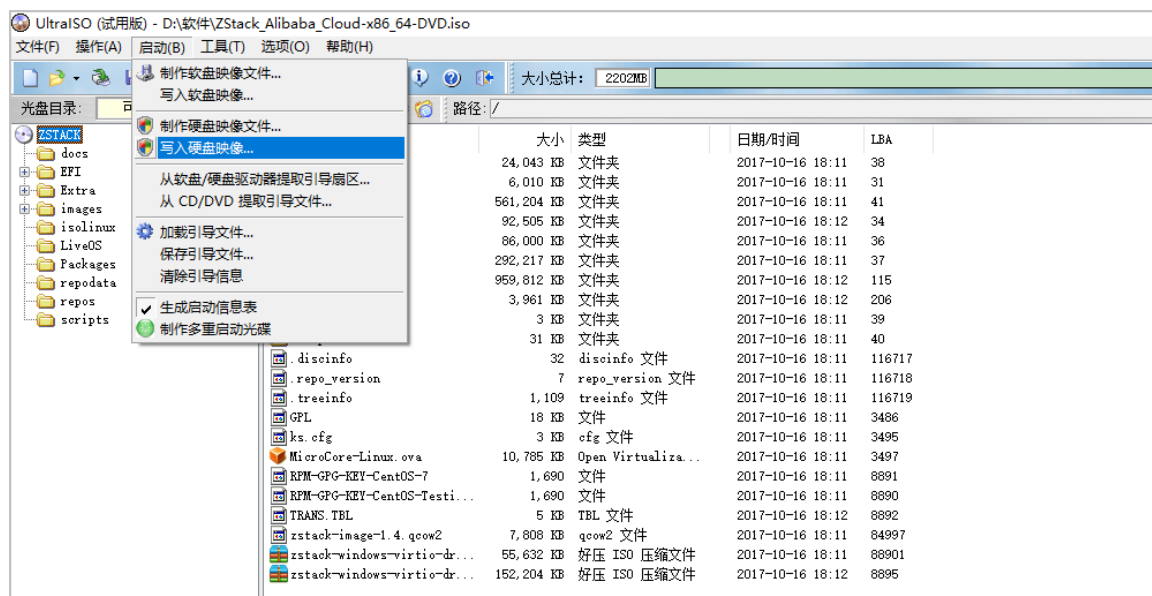 UltraISO (试用版) - D:\软件\ZStack_Alibaba_Cloud-x86_64-DVD.iso
文件(F) 操作(A) 启动(B) 工具(T) 选项(O) 帮助(H)
大小总计: 2202MB
光盘目录: 路径: /
制作软盘映像文件...
写入软盘映像...
制作硬盘映像文件...
写入硬盘映像...
从软盘/硬盘驱动器提取引导扇区...
从 CD/DVD 提取引导文件...
加载引导文件...
保存引导文件...
清除引导信息
生成启动信息表
制作多重启动光碟
ZSTACK
docs
EFI
Extra
images
isolinux
LiveOS
Packages
repodata
repos
scripts
大小 类型 日期/时间 LBA
24,043 KB 文件夹 2017-10-16 18:11 38
6,010 KB 文件夹 2017-10-16 18:11 31
561,204 KB 文件夹 2017-10-16 18:11 41
92,505 KB 文件夹 2017-10-16 18:12 34
86,000 KB 文件夹 2017-10-16 18:11 36
292,217 KB 文件夹 2017-10-16 18:11 37
959,812 KB 文件夹 2017-10-16 18:12 115
3,961 KB 文件夹 2017-10-16 18:12 206
3 KB 文件夹 2017-10-16 18:11 39
31 KB 文件夹 2017-10-16 18:11 40
.discinfo 32 discinfo 文件 2017-10-16 18:11 116717
.repo_version 7 repo_version 文件 2017-10-16 18:11 116718
.treeinfo 1,109 treeinfo 文件 2017-10-16 18:11 116719
GPL 18 KB 文件 2017-10-16 18:11 3486
ks.cfg 3 KB cfg 文件 2017-10-16 18:11 3495
MicroCore-Linux.ova 10,785 KB Open Virtualiza... 2017-10-16 18:11 3497
RPM-GPG-KEY-CentOS-7 1,690 文件 2017-10-16 18:11 8891
RPM-GPG-KEY-CentOS-Testi... 1,690 文件 2017-10-16 18:11 8890
TRANS.TBL 5 KB TBL 文件 2017-10-16 18:12 8892
zstack-image-1.4.qcow2 7,808 KB qcow2 文件 2017-10-16 18:11 84997
zstack-windows-virtio-dr... 55,632 KB 好压 ISO 压缩文件 2017-10-16 18:11 88901
zstack-windows-virtio-dr... 152,204 KB 好压 ISO 压缩文件 2017-10-16 18:12 8895